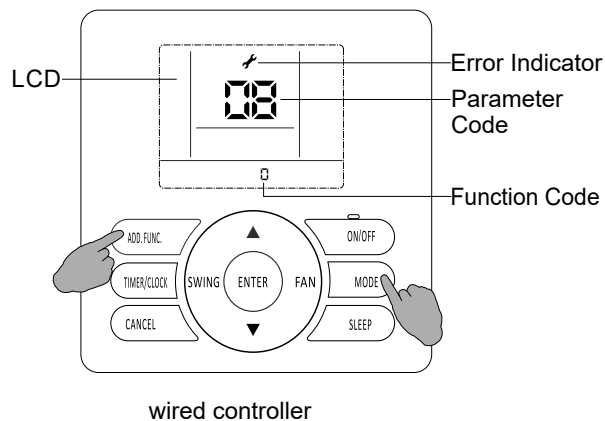 LCD
Error Indicator
08
Parameter
Code
0
Function Code
ADD. FUNC.
ON/OFF
TIMER/CLOCK
SWING
ENTER
FAN
MODE
CANCEL
SLEEP
wired controller